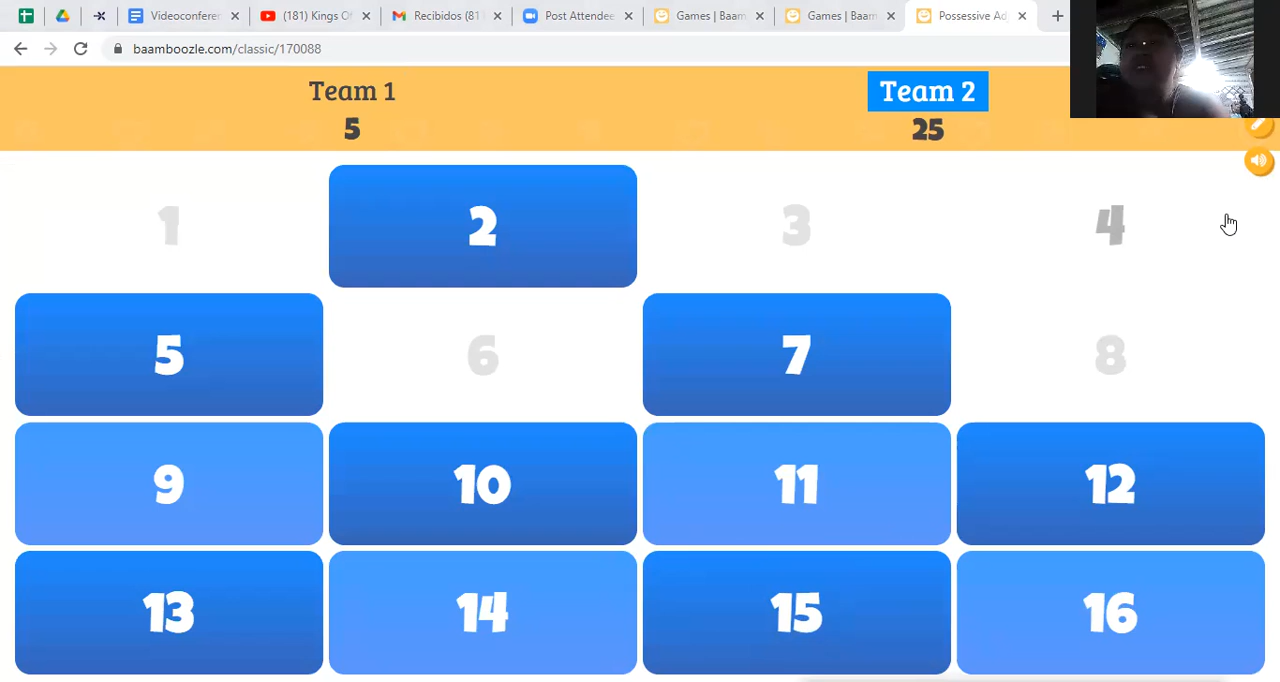 Videoconferen
(181) Kings Of
Recibidos (81
Post Attendee
Games | Baam
Games | Baam
Possessive Ad
baamboozle.com/classic/170088
Team 1
Team 2
5
25
1
2
3
4
5
6
7
8
9
10
11
12
13
14
15
16